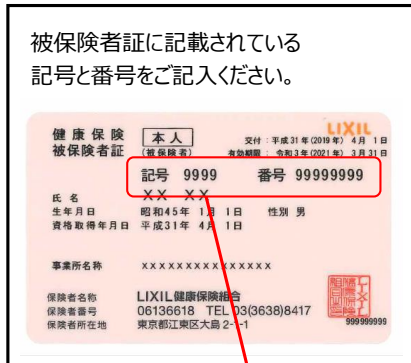 被保険者証に記載されている
記号と番号をご記入ください。
LIXIL
健康保険 本人 交付：平成31年(2019年) 4月 1日
被保険者証 (被保険者) 有効期限：令和3年(2021年) 3月31日
記号 9999 番号 99999999
氏名 ＸＸ ＸＸ
生年月日 昭和45年 1月 1日 性別 男
資格取得年月日 平成31年 4月 1日
事業所名称 ＸＸＸＸＸＸＸＸＸＸＸＸＸＸＸ
保険者名称 LIXIL健康保険組合
保険者番号 06136618 TEL 03(3638)8417
保険者所在地 東京都江東区大島 2-1-1
999999999